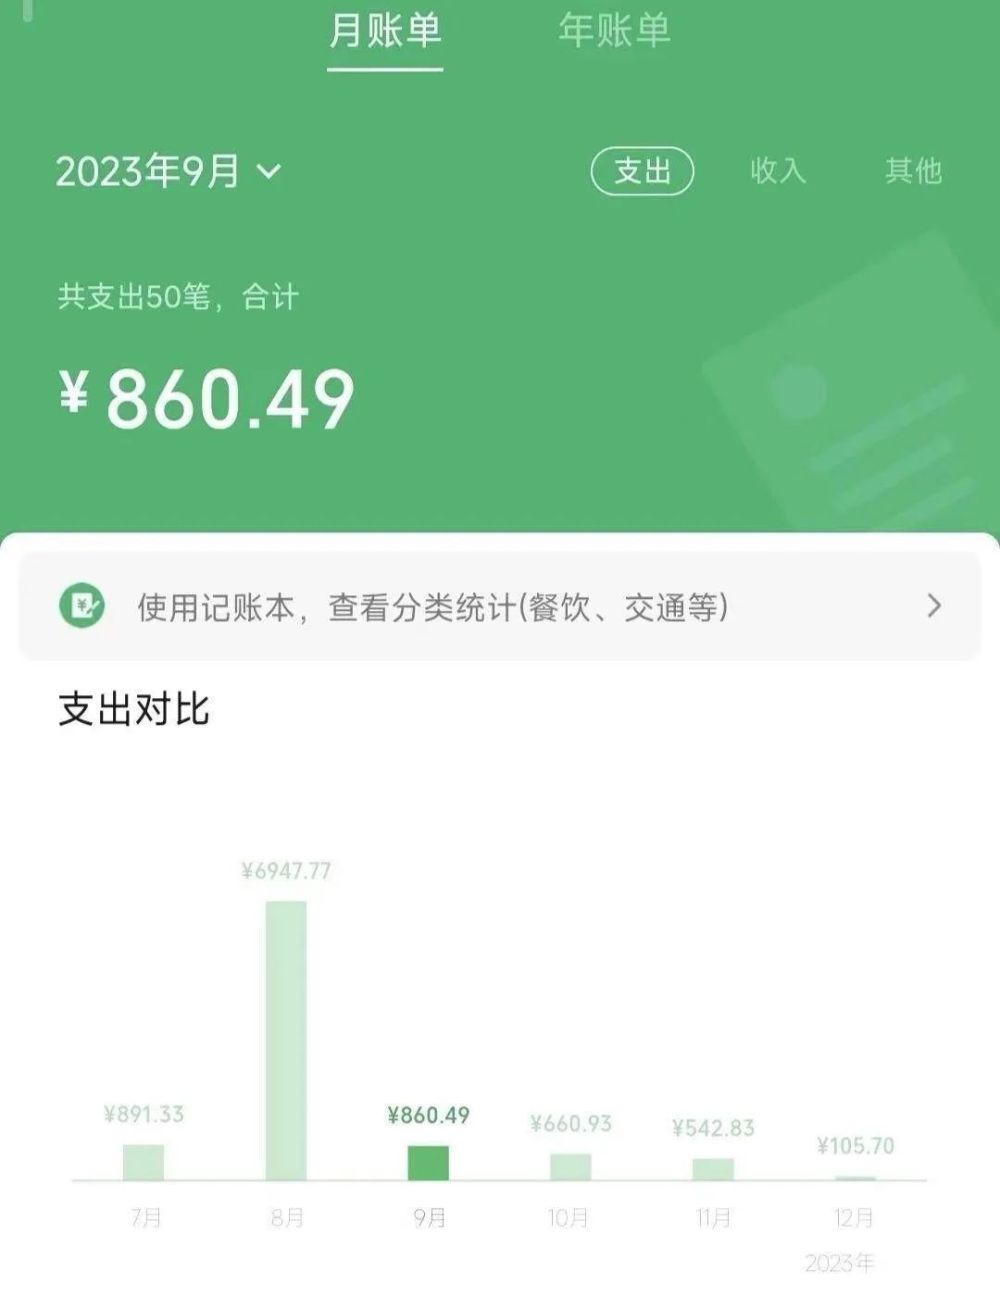 月账单 年账单
2023年9月 支出 收入 其他
共支出50笔，合计
¥860.49
使用记账本，查看分类统计(餐饮、交通等)
支出对比
¥6947.77
¥891.33 ¥860.49 ¥660.93 ¥542.83 ¥105.70
7月 8月 9月 10月 11月 12月
2023年